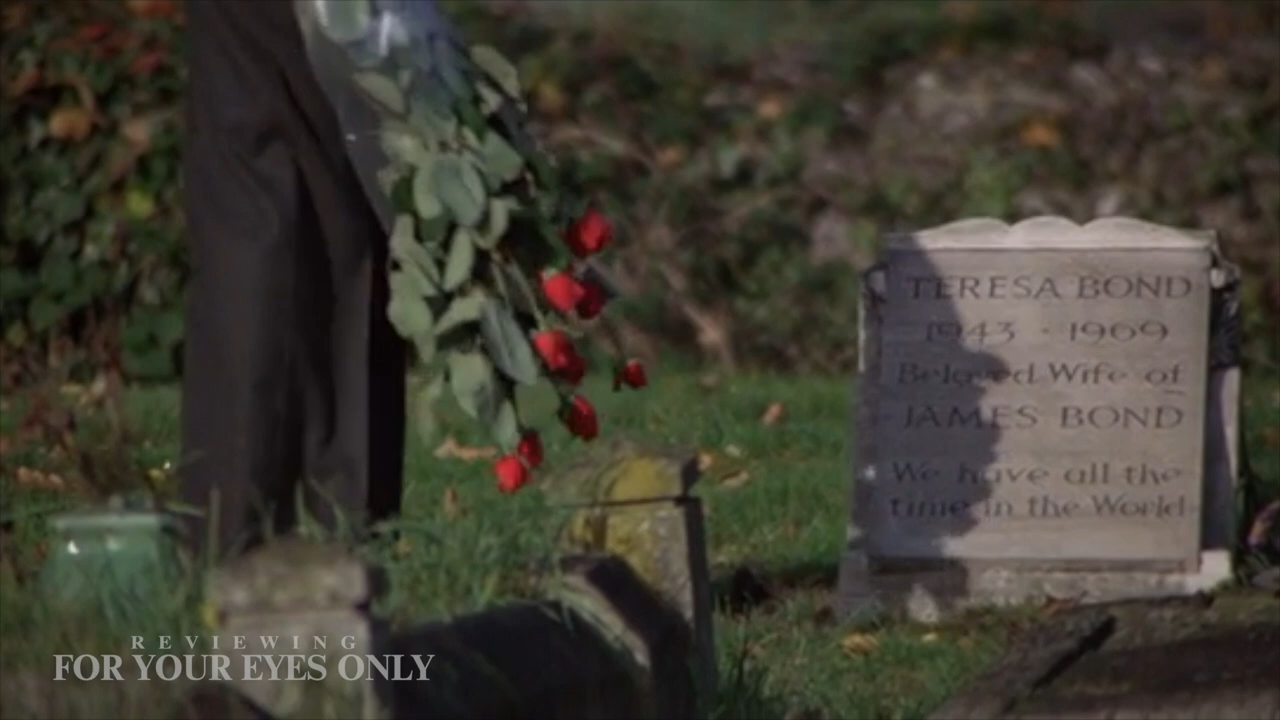 TERESA BOND
1943 - 1969
Beloved Wife of
JAMES BOND
We have all the
time in the World
REVIEWING
FOR YOUR EYES ONLY